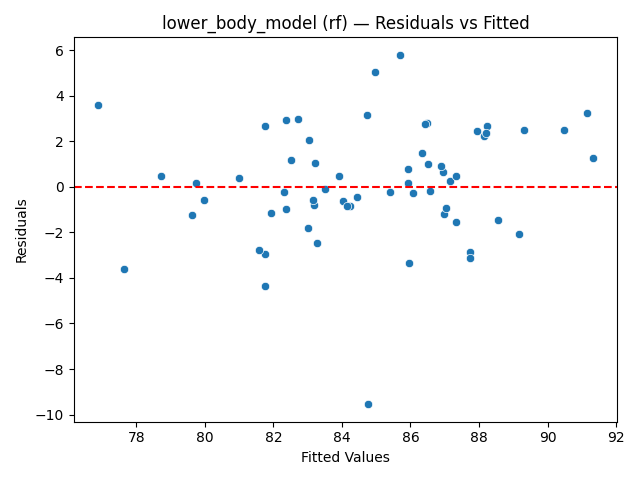 lower_body_model (rf) — Residuals vs Fitted
6
4
2
0
−2
−4
−6
−8
−10
Residuals
78 80 82 84 86 88 90 92
Fitted Values